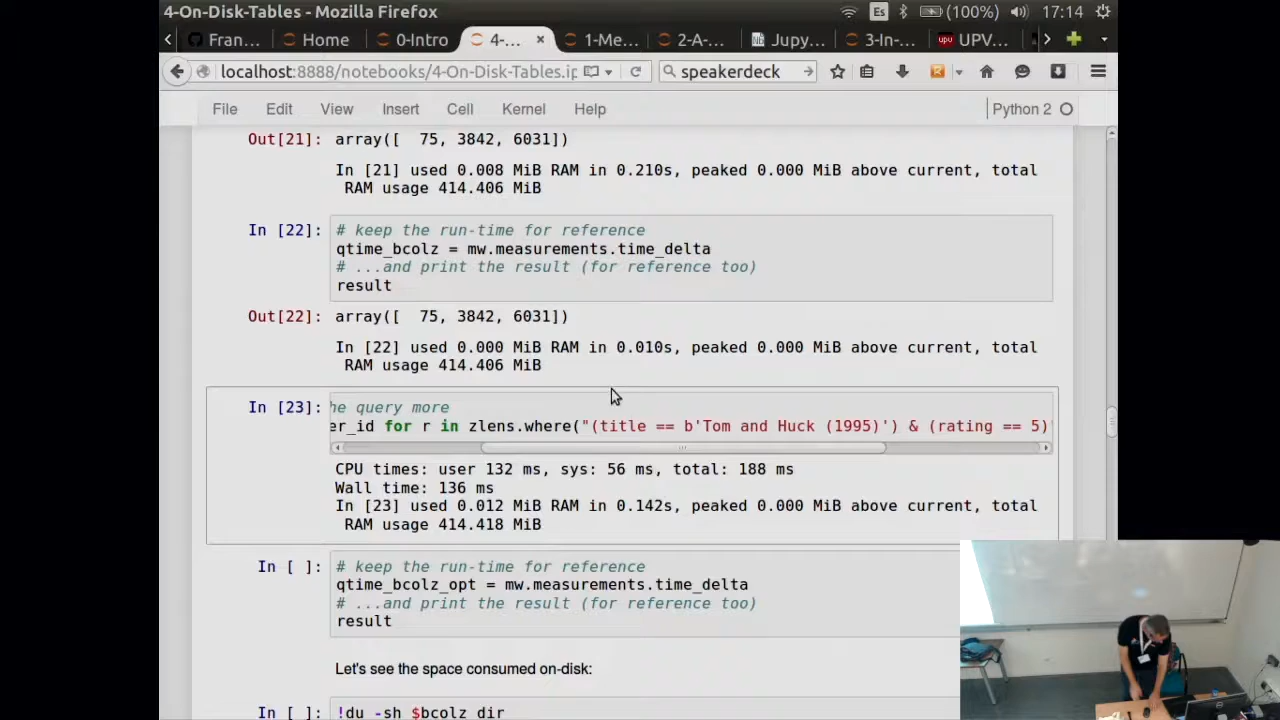 4-On-Disk-Tables - Mozilla Firefox
Es (100%) 17:14
Fran... Home 0-Intro 4-... 1-Me... 2-A-... Jupy... 3-In-... UPV...
localhost:8888/notebooks/4-On-Disk-Tables.ip speakerdeck
File Edit View Insert Cell Kernel Help Python 2
Out[21]: array([  75, 3842, 6031])
In [21] used 0.008 MiB RAM in 0.210s, peaked 0.000 MiB above current, total
RAM usage 414.406 MiB
In [22]: # keep the run-time for reference
qtime_bcolz = mw.measurements.time_delta
# ...and print the result (for reference too)
result
Out[22]: array([  75, 3842, 6031])
In [22] used 0.000 MiB RAM in 0.010s, peaked 0.000 MiB above current, total
RAM usage 414.406 MiB
In [23]: he query more
er_id for r in zlens.where("(title == b'Tom and Huck (1995)') & (rating == 5)"
CPU times: user 132 ms, sys: 56 ms, total: 188 ms
Wall time: 136 ms
In [23] used 0.012 MiB RAM in 0.142s, peaked 0.000 MiB above current, total
RAM usage 414.418 MiB
In [ ]: # keep the run-time for reference
qtime_bcolz_opt = mw.measurements.time_delta
# ...and print the result (for reference too)
result
Let's see the space consumed on-disk:
In [ ]: !du -sh $bcolz_dir